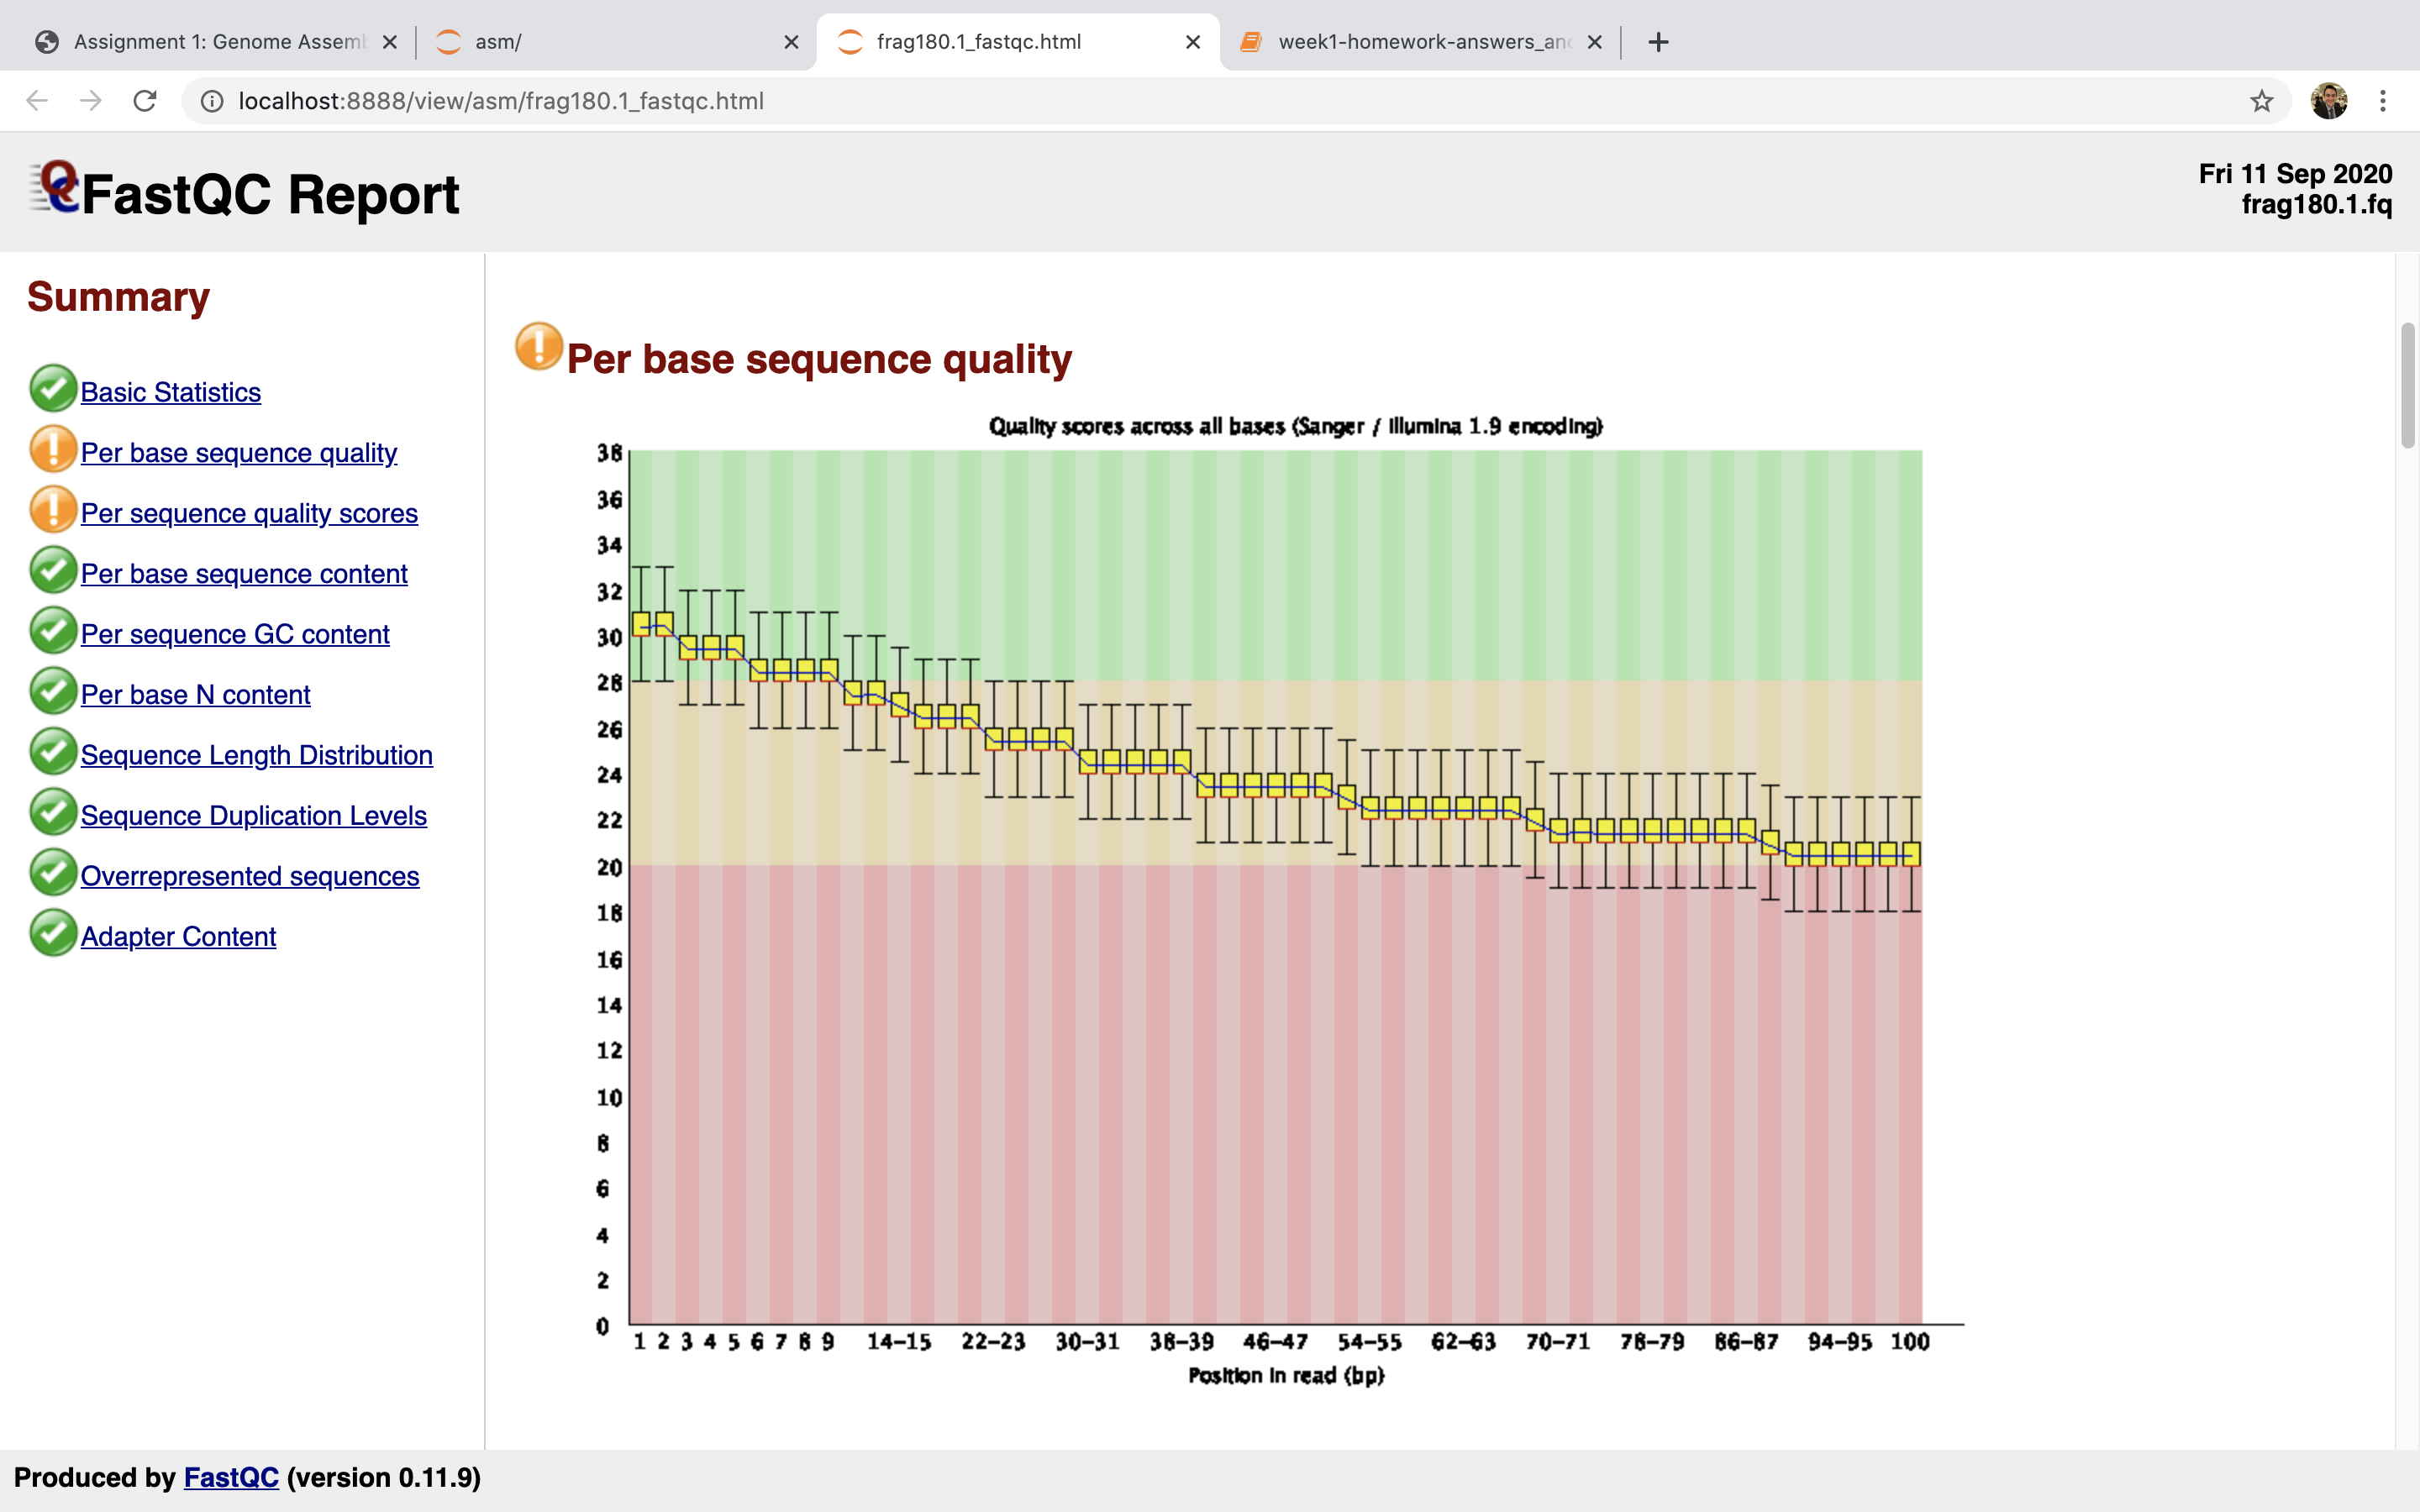 Assignment 1: Genome Assemb
asm/
frag180.1_fastqc.html
week1-homework-answers_and
localhost:8888/view/asm/frag180.1_fastqc.html
FastQC Report
Fri 11 Sep 2020
frag180.1.fq
Summary
Basic Statistics
Per base sequence quality
Per sequence quality scores
Per base sequence content
Per sequence GC content
Per base N content
Sequence Length Distribution
Sequence Duplication Levels
Overrepresented sequences
Adapter Content
Per base sequence quality
Quality scores across all bases (Sanger / Illumina 1.9 encoding)
38
36
34
32
30
28
26
24
22
20
18
16
14
12
10
8
6
4
2
0
1 2 3 4 5 6 7 8 9 14-15 22-23 30-31 38-39 46-47 54-55 62-63 70-71 78-79 86-87 94-95 100
Position in read (bp)
Produced by FastQC (version 0.11.9)